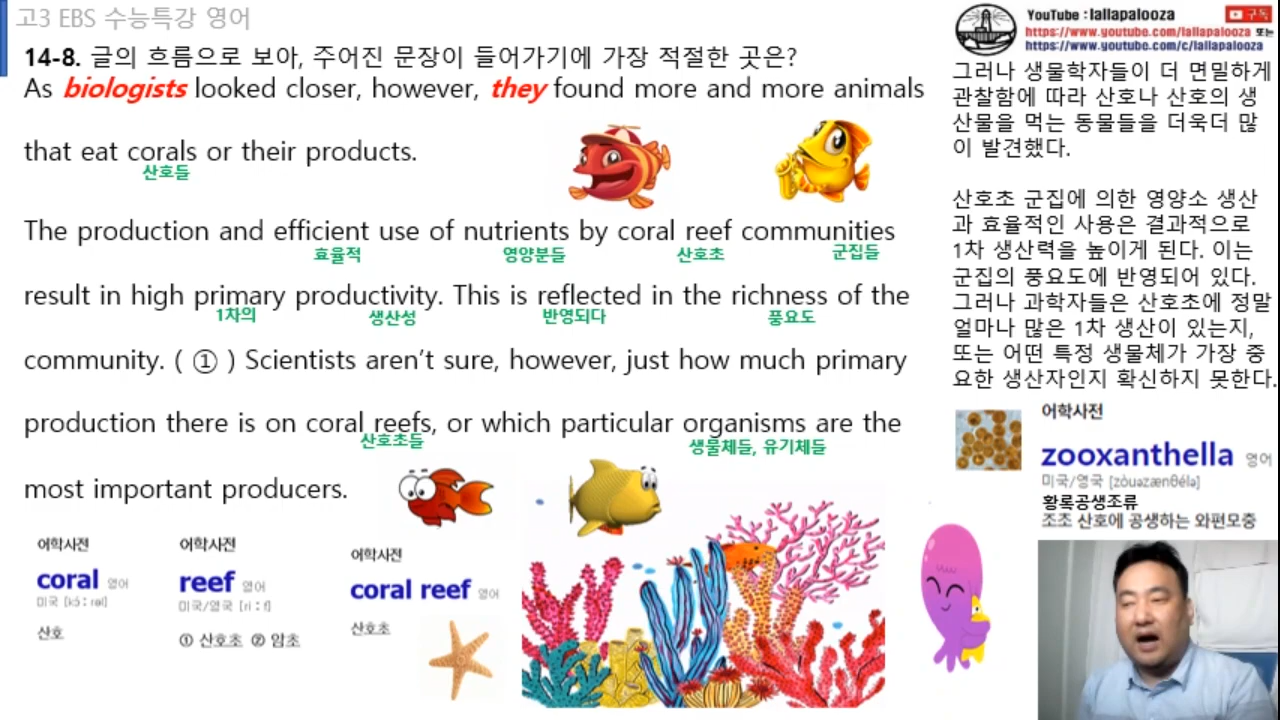 고3 EBS 수능특강 영어
14-8. 글의 흐름으로 보아, 주어진 문장이 들어가기에 가장 적절한 곳은?
As biologists looked closer, however, they found more and more animals
that eat corals or their products.
산호들
The production and efficient use of nutrients by coral reef communities
효율적 영양분들 산호초 군집들
result in high primary productivity. This is reflected in the richness of the
1차의 생산성 반영되다 풍요도
community. ( ① ) Scientists aren't sure, however, just how much primary
production there is on coral reefs, or which particular organisms are the
산호초들 생물체들, 유기체들
most important producers.
어학사전
coral 영어
미국 [kɔ́ːrəl]
산호
어학사전
reef 영어
미국/영국 [riːf]
① 산호초 ② 암초
어학사전
coral reef 영어
산호초
YouTube : lallapalooza 구독
https://www.youtube.com/lallapalooza 또는
https://www.youtube.com/c/lallapalooza
그러나 생물학자들이 더 면밀하게
관찰함에 따라 산호나 산호의 생
산물을 먹는 동물들을 더욱더 많
이 발견했다.
산호초 군집에 의한 영양소 생산
과 효율적인 사용은 결과적으로
1차 생산력을 높이게 된다. 이는
군집의 풍요도에 반영되어 있다.
그러나 과학자들은 산호초에 정말
얼마나 많은 1차 생산이 있는지,
또는 어떤 특정 생물체가 가장 중
요한 생산자인지 확신하지 못한다.
어학사전
zooxanthella 영어
미국/영국 [zòuəzænθélə]
황록공생조류
조초 산호에 공생하는 와편모충